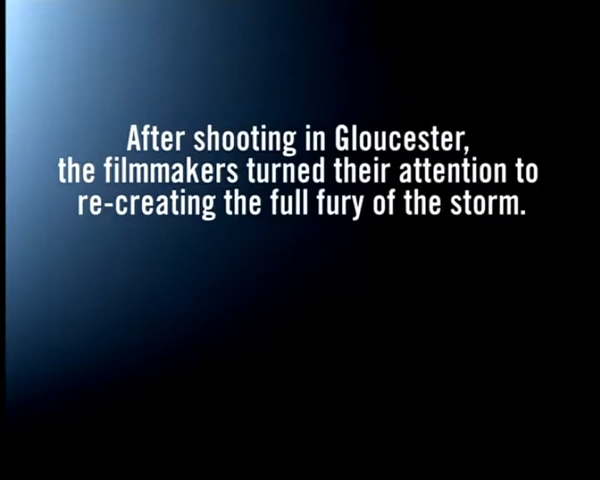 After shooting in Gloucester,
the filmmakers turned their attention to
re-creating the full fury of the storm.